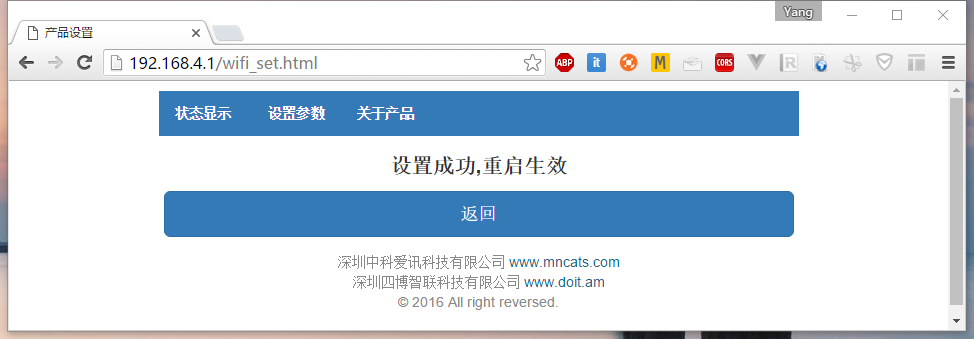 Yang
产品设置
192.168.4.1/wifi_set.html
ABP it M CORS R
状态显示 设置参数 关于产品
设置成功,重启生效
返回
深圳中科爱讯科技有限公司 www.mncats.com
深圳四博智联科技有限公司 www.doit.am
© 2016 All right reversed.